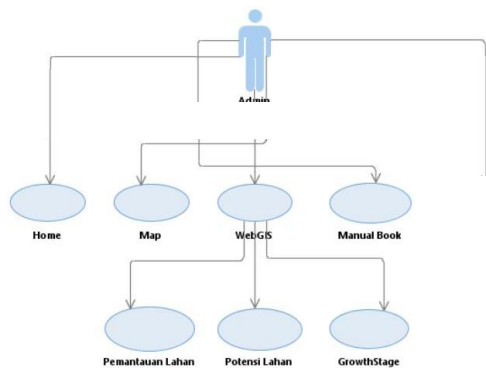 Admin
Home
Map
WebGIS
Manual Book
Pemantauan Lahan
Potensi Lahan
GrowthStage